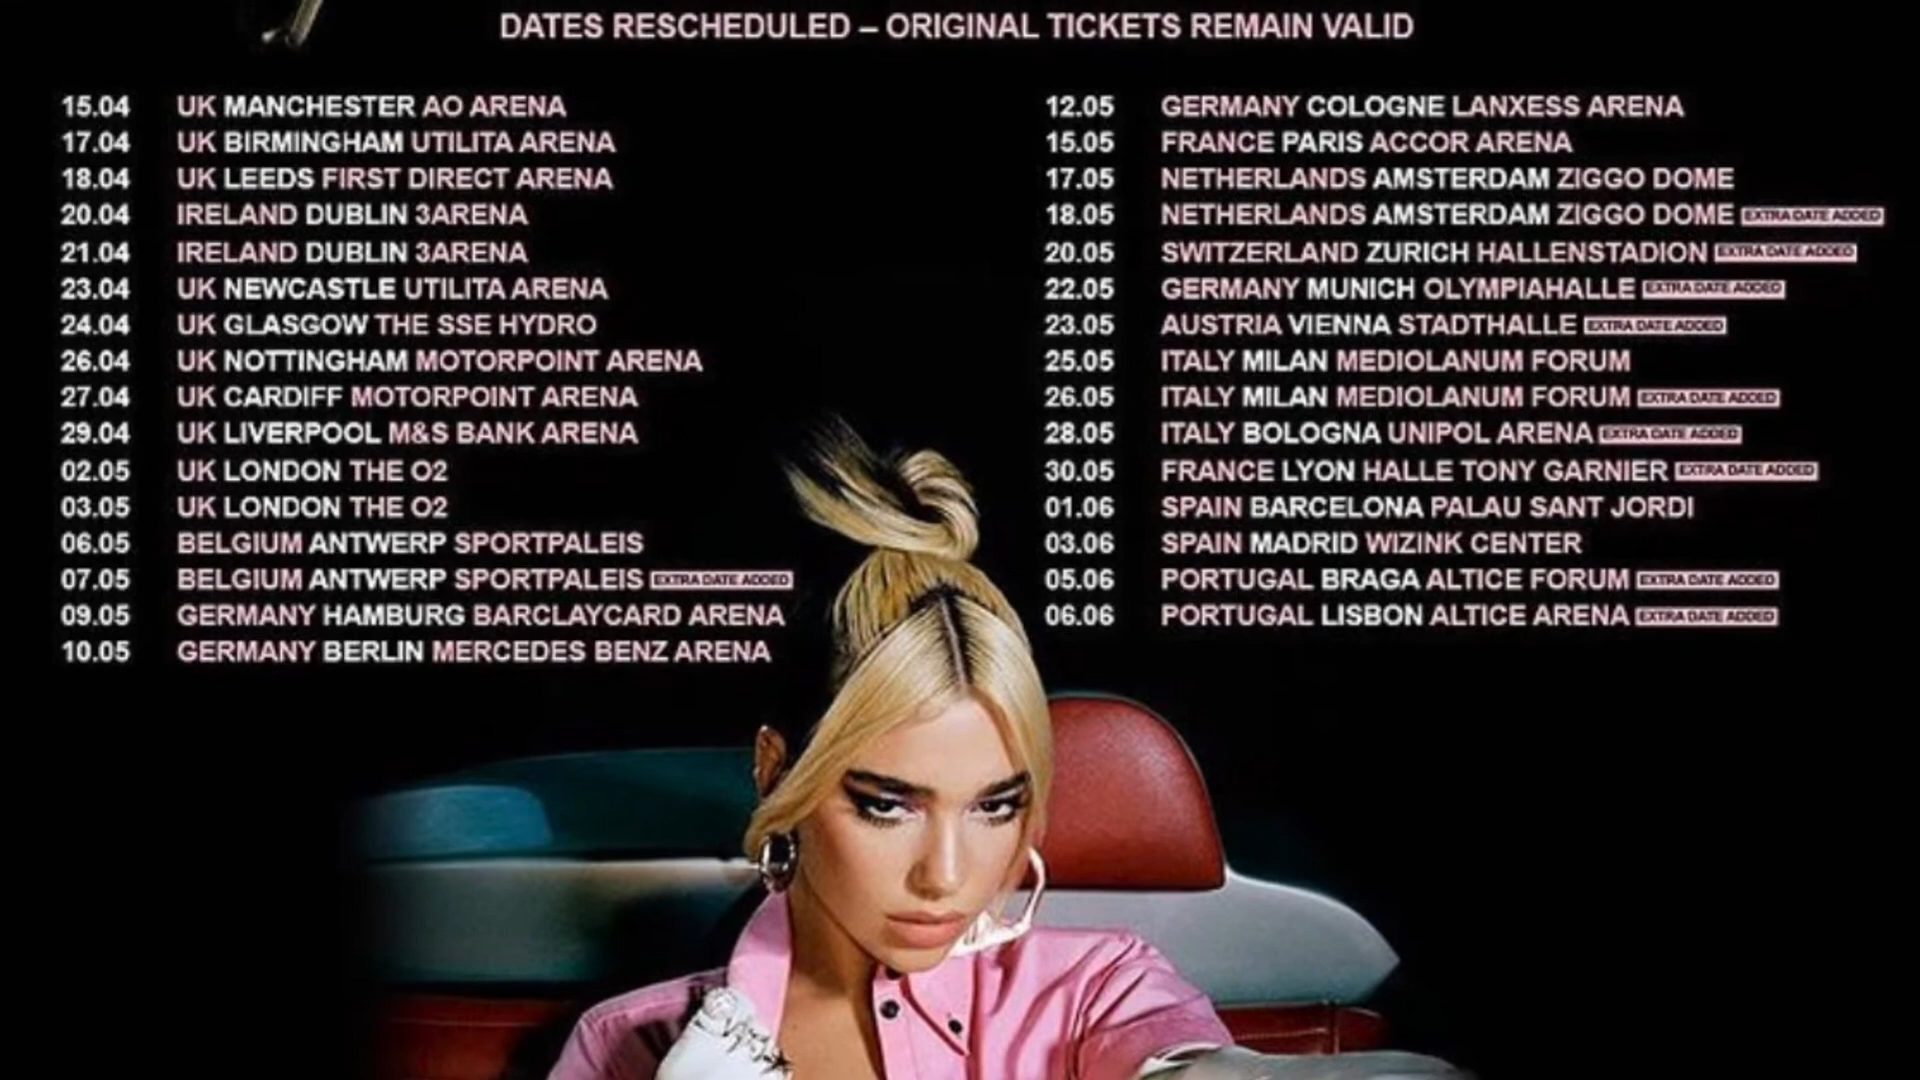 DATES RESCHEDULED – ORIGINAL TICKETS REMAIN VALID
15.04 UK MANCHESTER AO ARENA
17.04 UK BIRMINGHAM UTILITA ARENA
18.04 UK LEEDS FIRST DIRECT ARENA
20.04 IRELAND DUBLIN 3ARENA
21.04 IRELAND DUBLIN 3ARENA
23.04 UK NEWCASTLE UTILITA ARENA
24.04 UK GLASGOW THE SSE HYDRO
26.04 UK NOTTINGHAM MOTORPOINT ARENA
27.04 UK CARDIFF MOTORPOINT ARENA
29.04 UK LIVERPOOL M&S BANK ARENA
02.05 UK LONDON THE O2
03.05 UK LONDON THE O2
06.05 BELGIUM ANTWERP SPORTPALEIS
07.05 BELGIUM ANTWERP SPORTPALEIS EXTRA DATE ADDED
09.05 GERMANY HAMBURG BARCLAYCARD ARENA
10.05 GERMANY BERLIN MERCEDES BENZ ARENA
12.05 GERMANY COLOGNE LANXESS ARENA
15.05 FRANCE PARIS ACCOR ARENA
17.05 NETHERLANDS AMSTERDAM ZIGGO DOME
18.05 NETHERLANDS AMSTERDAM ZIGGO DOME EXTRA DATE ADDED
20.05 SWITZERLAND ZURICH HALLENSTADION EXTRA DATE ADDED
22.05 GERMANY MUNICH OLYMPIAHALLE EXTRA DATE ADDED
23.05 AUSTRIA VIENNA STADTHALLE EXTRA DATE ADDED
25.05 ITALY MILAN MEDIOLANUM FORUM
26.05 ITALY MILAN MEDIOLANUM FORUM EXTRA DATE ADDED
28.05 ITALY BOLOGNA UNIPOL ARENA EXTRA DATE ADDED
30.05 FRANCE LYON HALLE TONY GARNIER EXTRA DATE ADDED
01.06 SPAIN BARCELONA PALAU SANT JORDI
03.06 SPAIN MADRID WIZINK CENTER
05.06 PORTUGAL BRAGA ALTICE FORUM EXTRA DATE ADDED
06.06 PORTUGAL LISBON ALTICE ARENA EXTRA DATE ADDED